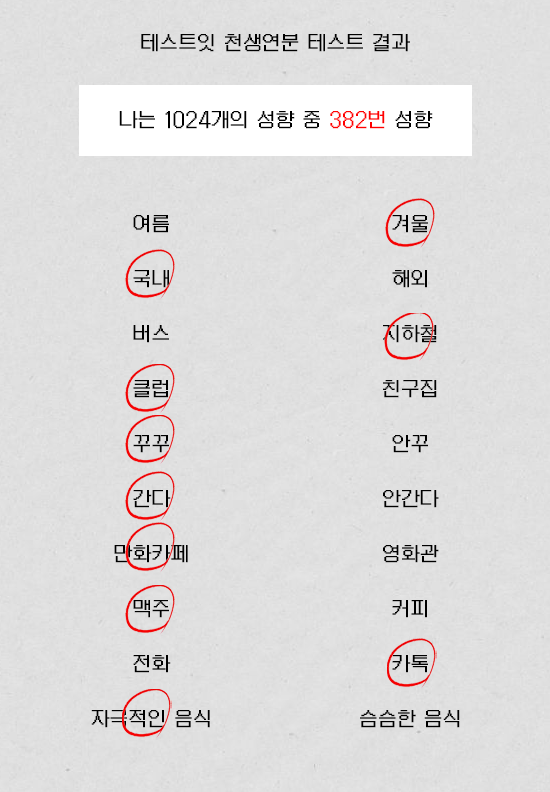 테스트잇 천생연분 테스트 결과
나는 1024개의 성향 중 382번 성향
여름 겨울
국내 해외
버스 지하철
클럽 친구집
꾸꾸 안꾸
간다 안간다
만화카페 영화관
맥주 커피
전화 카톡
자극적인 음식 슴슴한 음식